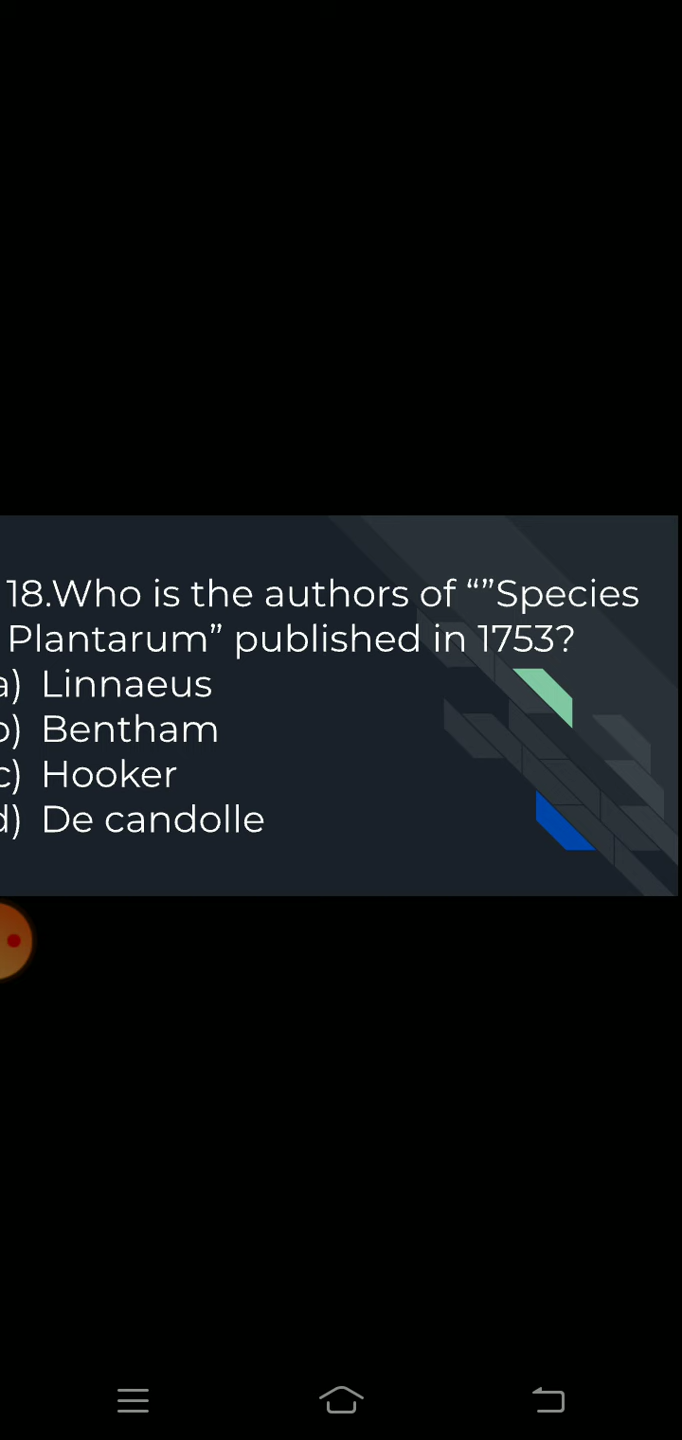 18.Who is the authors of “”Species
Plantarum” published in 1753?
a) Linnaeus
b) Bentham
c) Hooker
d) De candolle